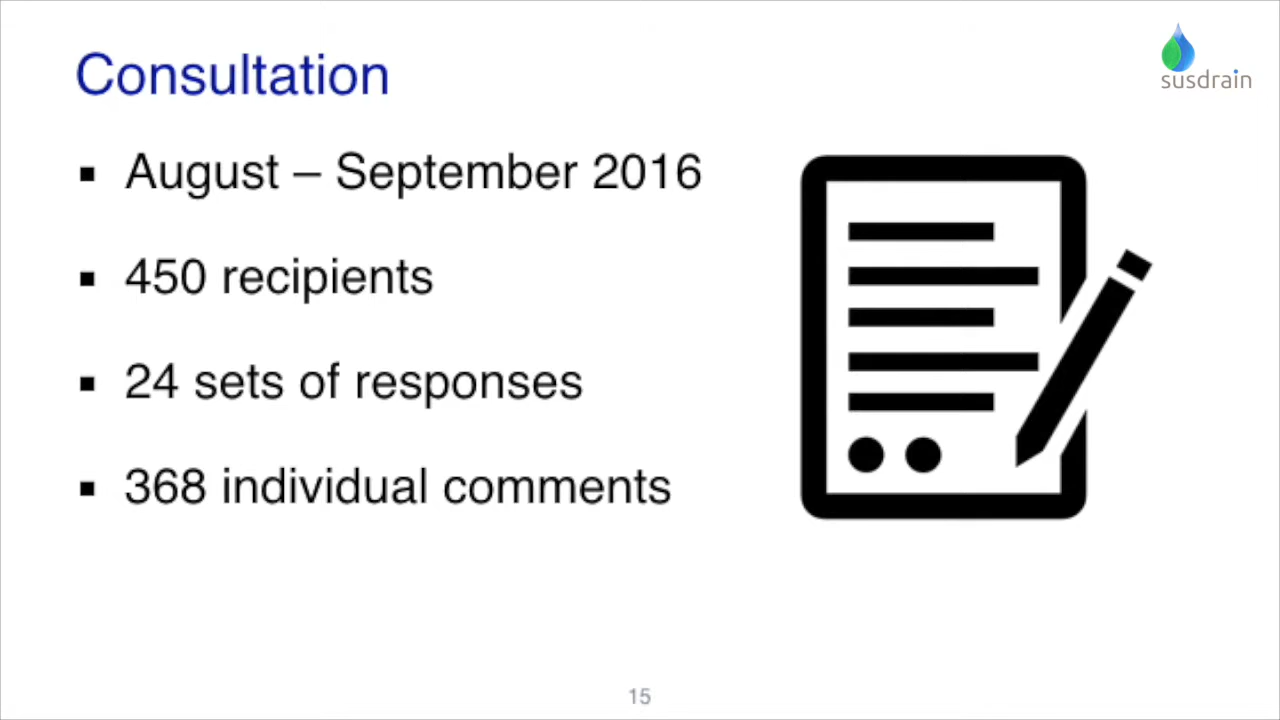 Consultation
susdrain
▪ August – September 2016
▪ 450 recipients
▪ 24 sets of responses
▪ 368 individual comments
15